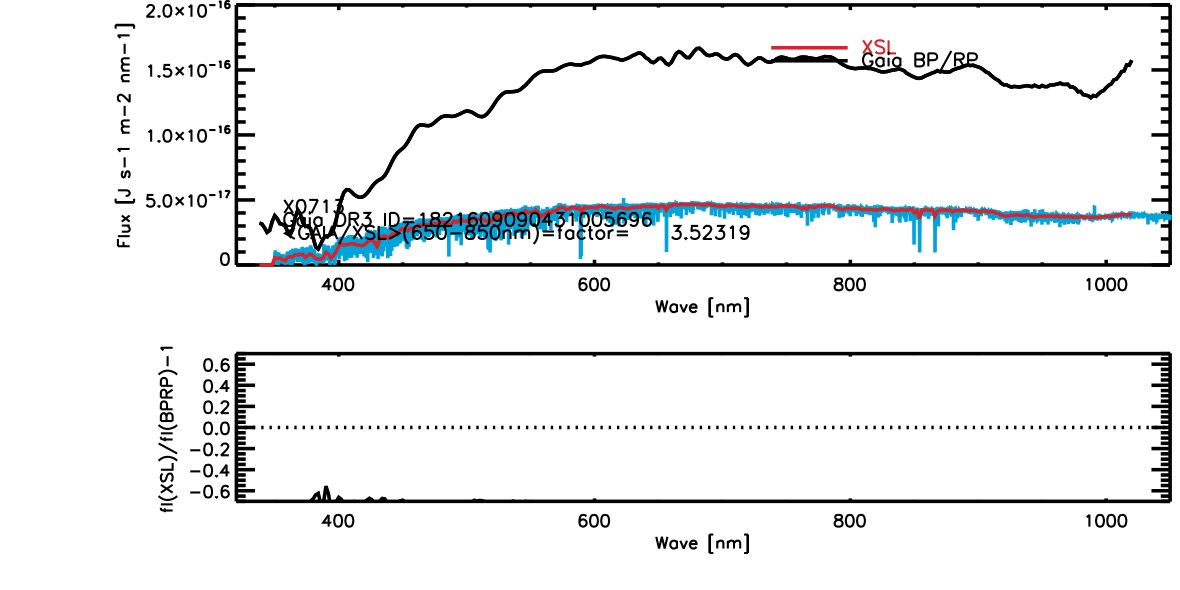 2.0×10−16
XSL
Gaia BP/RP
1.5×10−16
1.0×10−16
5.0×10−17
0
Flux [J s−1 m−2 nm−1]
X0713
Gaia DR3 ID=1821609090431005696
<GAIA/XSL>(650−850nm)=factor= 3.52319
400 600 800 1000
Wave [nm]
fl(XSL)/fl(BPRP)−1
0.6
0.4
0.2
0.0
−0.2
−0.4
−0.6
400 600 800 1000
Wave [nm]